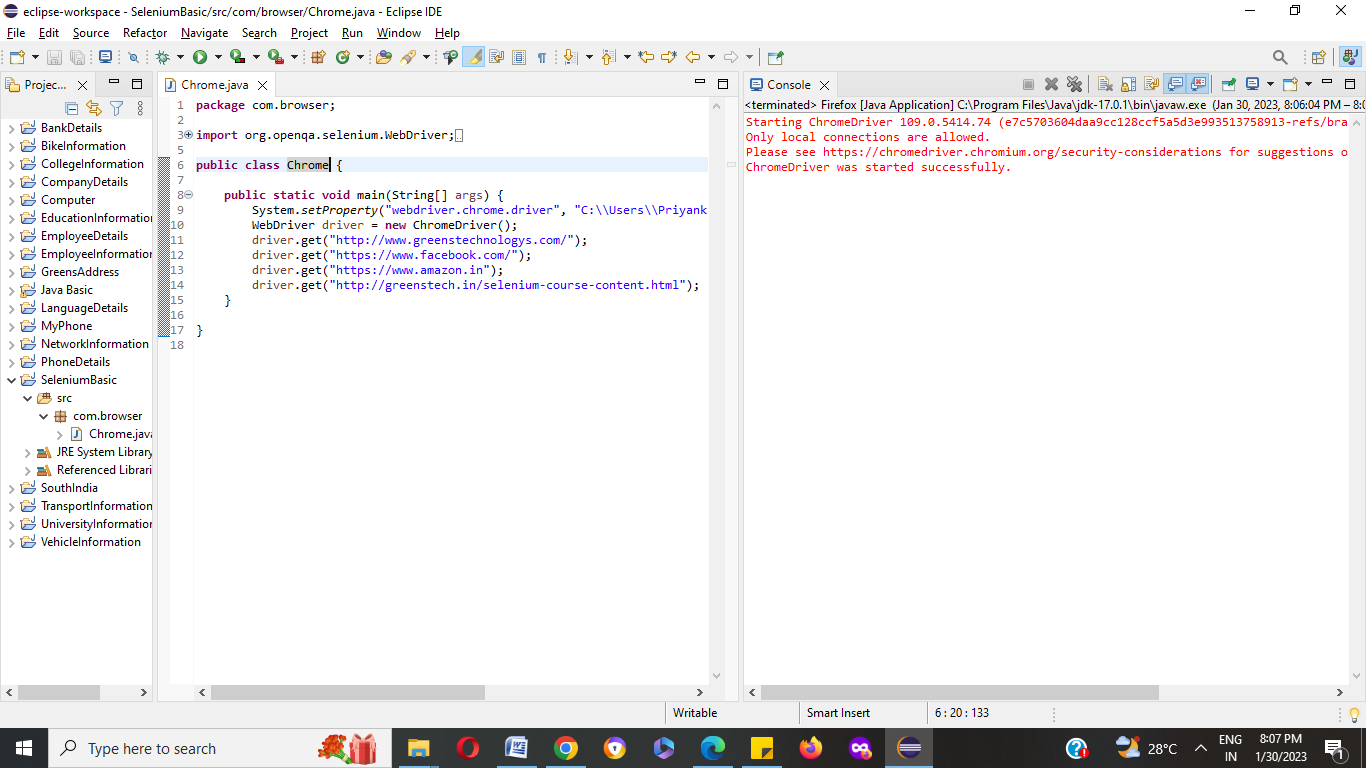 eclipse-workspace - SeleniumBasic/src/com/browser/Chrome.java - Eclipse IDE
File Edit Source Refactor Navigate Search Project Run Window Help
Projec...
BankDetails
BikeInformation
CollegeInformation
CompanyDetails
Computer
EducationInformation
EmployeeDetails
EmployeeInformation
GreensAddress
Java Basic
LanguageDetails
MyPhone
NetworkInformation
PhoneDetails
SeleniumBasic
src
com.browser
Chrome.java
JRE System Library
Referenced Librari
SouthIndia
TransportInformation
UniversityInformation
VehicleInformation
Chrome.java
1 package com.browser;
2
3 import org.openqa.selenium.WebDriver;
5
6 public class Chrome {
7
8 public static void main(String[] args) {
9 System.setProperty("webdriver.chrome.driver", "C:\\Users\\Priyank
10 WebDriver driver = new ChromeDriver();
11 driver.get("http://www.greenstechnologys.com/");
12 driver.get("https://www.facebook.com/");
13 driver.get("https://www.amazon.in");
14 driver.get("http://greenstech.in/selenium-course-content.html");
15 }
16
17 }
18
Console
<terminated> Firefox [Java Application] C:\Program Files\Java\jdk-17.0.1\bin\javaw.exe (Jan 30, 2023, 8:06:04 PM – 8:0
Starting ChromeDriver 109.0.5414.74 (e7c5703604daa9cc128ccf5a5d3e993513758913-refs/bra
Only local connections are allowed.
Please see https://chromedriver.chromium.org/security-considerations for suggestions o
ChromeDriver was started successfully.
Writable Smart Insert 6 : 20 : 133
Type here to search
28°C
ENG
IN
8:07 PM
1/30/2023
1